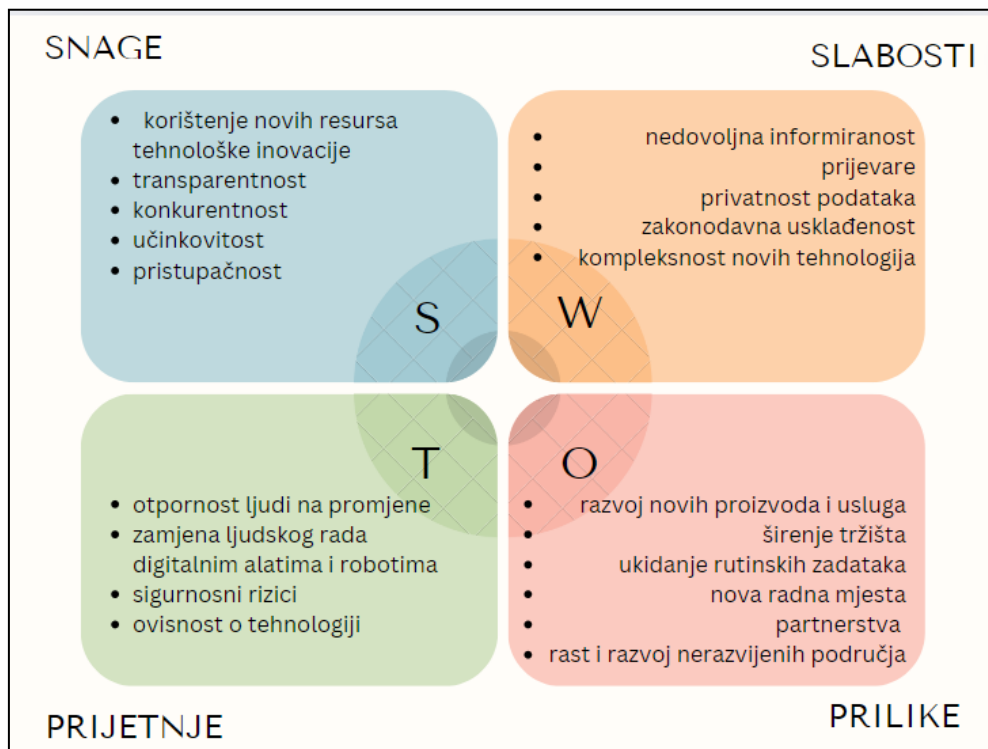 SNAGE
• korištenje novih resursa
tehnološke inovacije
• transparentnost
• konkurentnost
• učinkovitost
• pristupačnost
S
SLABOSTI
• nedovoljna informiranost
• prijevare
• privatnost podataka
• zakonodavna usklađenost
• kompleksnost novih tehnologija
W
T
• otpornost ljudi na promjene
• zamjena ljudskog rada
digitalnim alatima i robotima
• sigurnosni rizici
• ovisnost o tehnologiji
PRIJETNJE
O
• razvoj novih proizvoda i usluga
• širenje tržišta
• ukidanje rutinskih zadataka
• nova radna mjesta
• partnerstva
• rast i razvoj nerazvijenih područja
PRILIKE